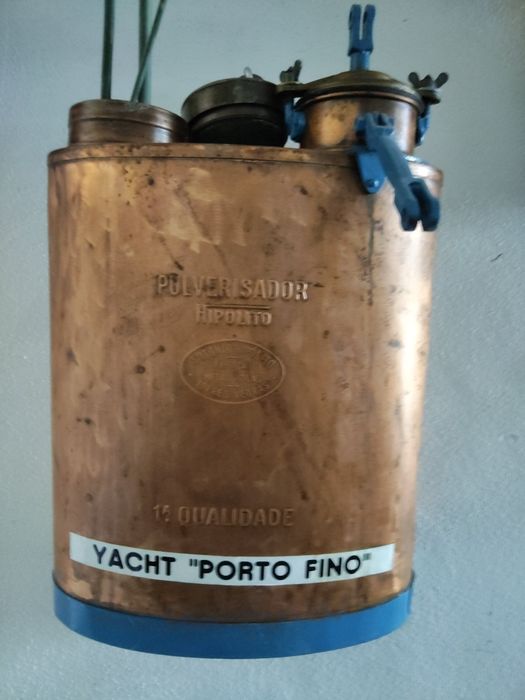 PULVERISADOR
HIPOLITO
1ª QUALIDADE
YACHT "PORTO FINO"